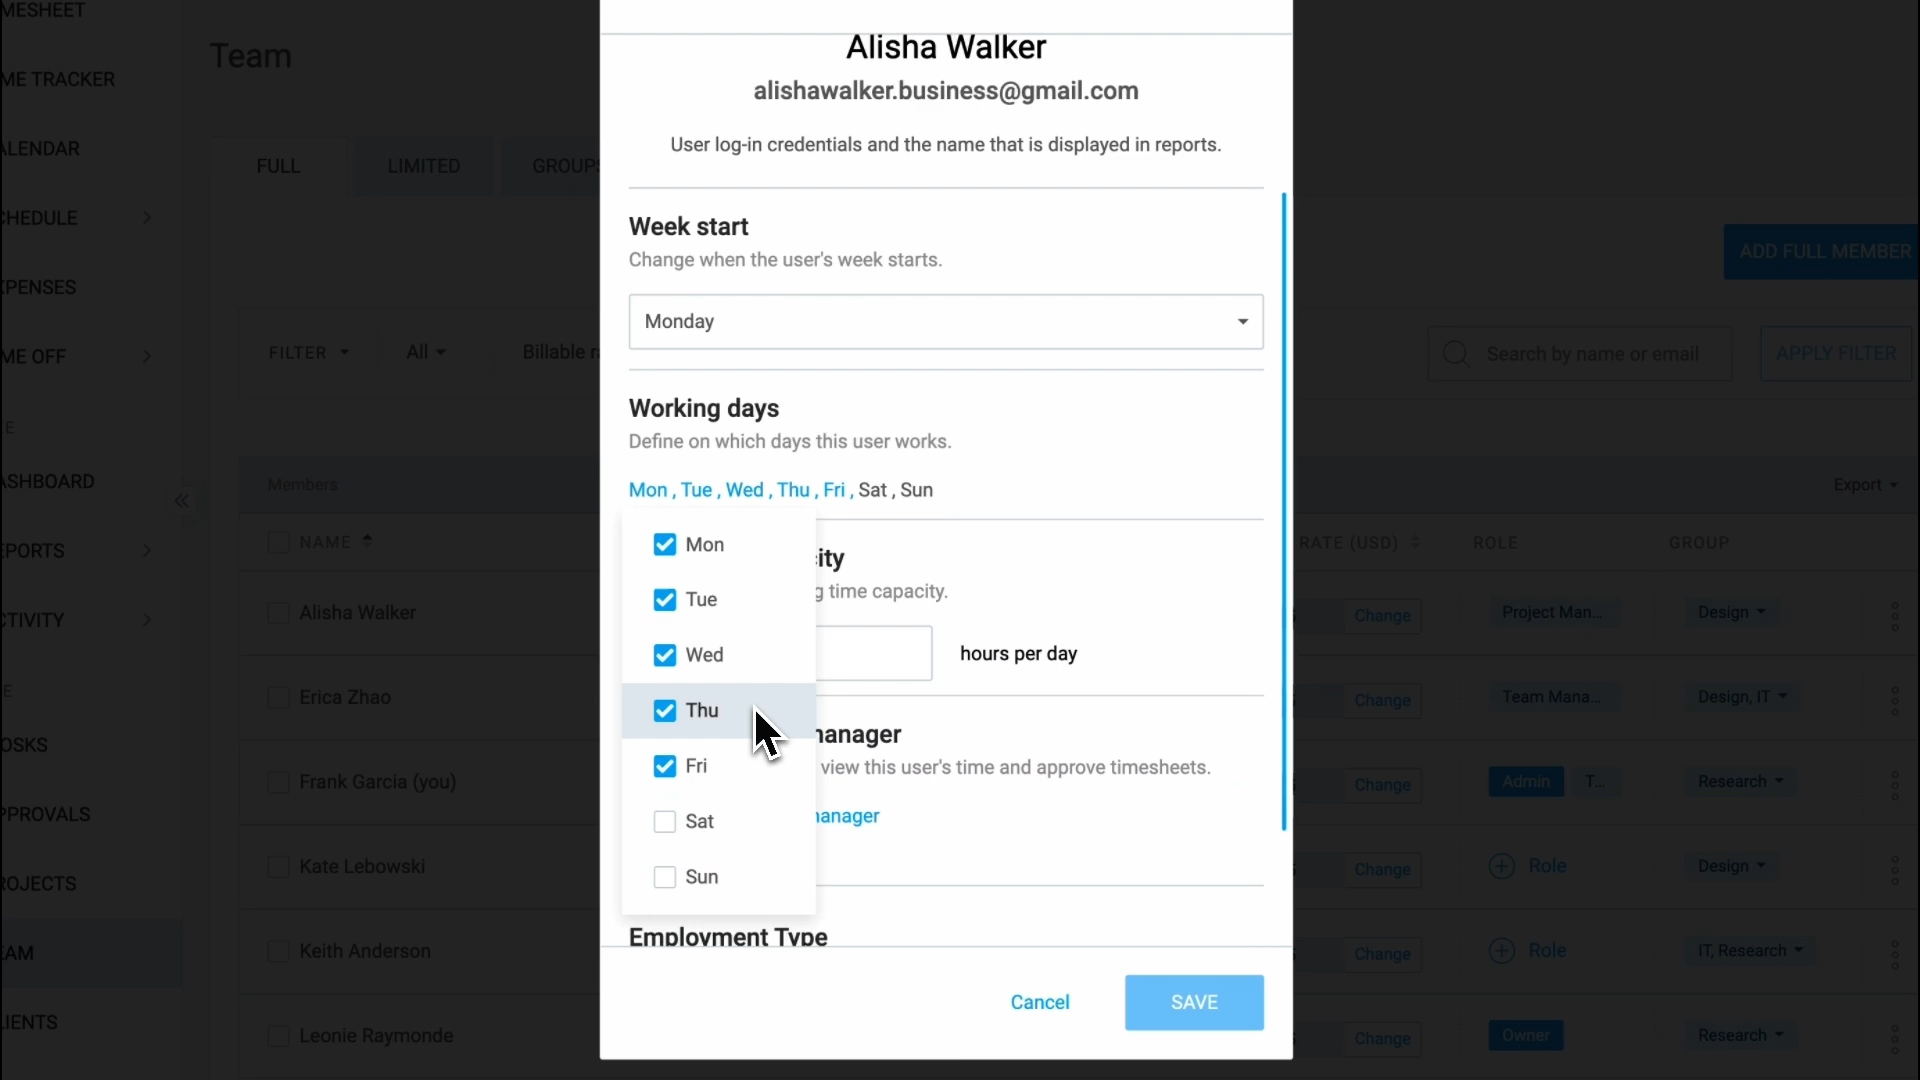 MESHEET
ME TRACKER
ALENDAR
CHEDULE
XPENSES
ME OFF
E
ASHBOARD
EPORTS
CTIVITY
E
OSKS
PPROVALS
ROJECTS
EAM
LIENTS
Team
FULL
LIMITED
GROUPS
ADD FULL MEMBER
FILTER
All
Billable r
Search by name or email
APPLY FILTER
Members
Export
NAME
RATE (USD)
ROLE
GROUP
Alisha Walker
Change
Project Man...
Design
Erica Zhao
Change
Team Mana...
Design, IT
Frank Garcia (you)
Change
Admin
T...
Research
Kate Lebowski
Change
Role
Design
Keith Anderson
Change
Role
IT, Research
Leonie Raymonde
Change
Owner
Research
Alisha Walker
alishawalker.business@gmail.com
User log-in credentials and the name that is displayed in reports.
Week start
Change when the user's week starts.
Monday
Working days
Define on which days this user works.
Mon , Tue , Wed , Thu , Fri , Sat , Sun
Mon
Tue
Wed
Thu
Fri
Sat
Sun
ity
g time capacity.
hours per day
manager
view this user's time and approve timesheets.
manager
Employment Type
Cancel
SAVE